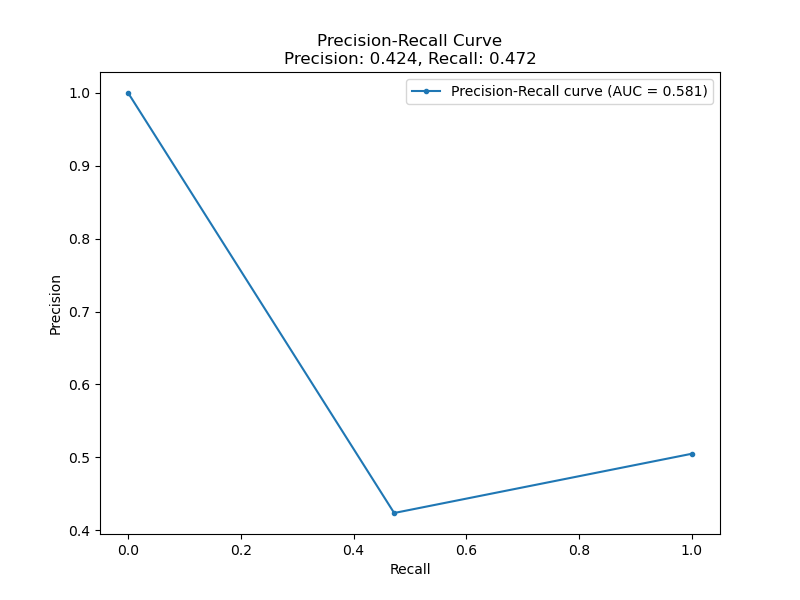 Precision-Recall Curve
Precision: 0.424, Recall: 0.472
Precision-Recall curve (AUC = 0.581)
1.0
0.9
0.8
0.7
0.6
0.5
0.4
Precision
0.0 0.2 0.4 0.6 0.8 1.0
Recall